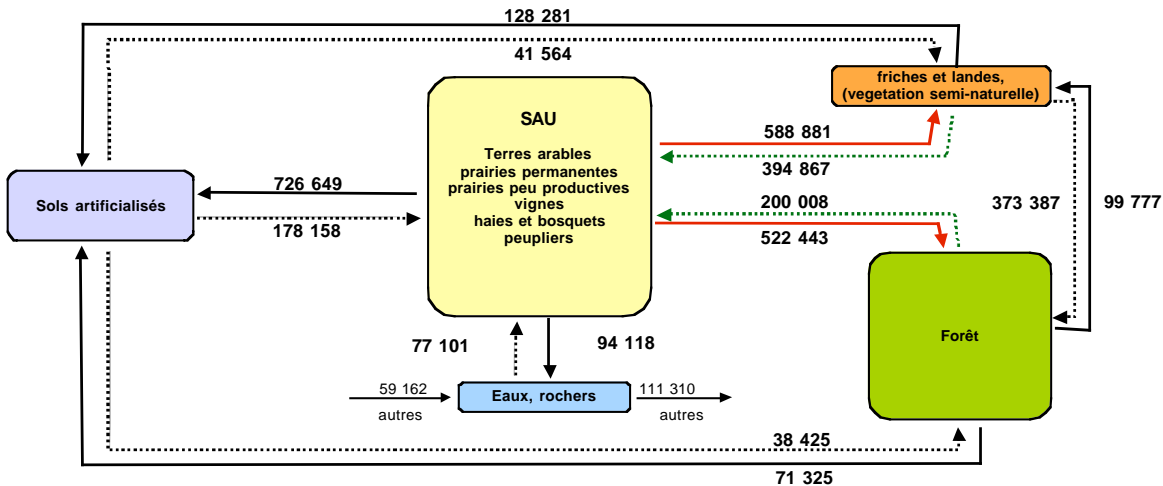 128 281
41 564
friches et landes,
(vegetation semi-naturelle)
SAU
Terres arables
prairies permanentes
prairies peu productives
vignes
haies et bosquets
peupliers
588 881
394 867
Sols artificialisés
726 649
178 158
200 008
522 443
373 387
99 777
Forêt
77 101
94 118
59 162
autres
Eaux, rochers
111 310
autres
38 425
71 325